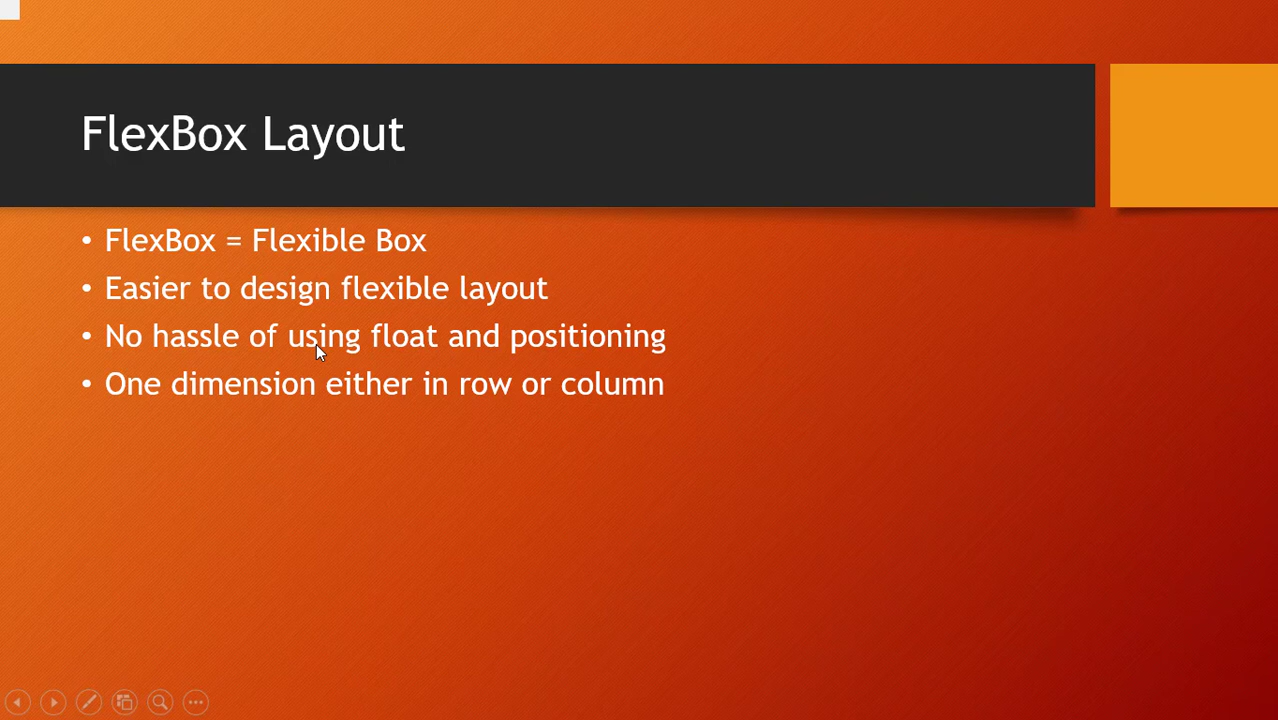 FlexBox Layout
• FlexBox = Flexible Box
• Easier to design flexible layout
• No hassle of using float and positioning
• One dimension either in row or column